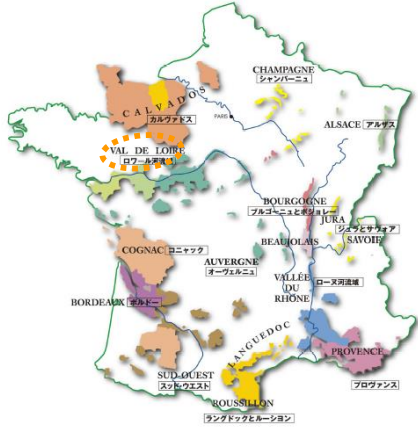 CHAMPAGNE
シャンパーニュ
CALVADOS
カルヴァドス
PARIS
ALSACE アルザス
VAL DE LOIRE
ロワール河流域
BOURGOGNE
ブルゴーニュとボジョレー
JURA
ジュラとサヴォア
SAVOIE
BEAUJOLAIS
COGNAC コニャック
AUVERGNE
オーヴェルニュ
VALLÉE
DU
RHÔNE
ローヌ河流域
BORDEAUX ボルドー
LANGUEDOC
PROVENCE
プロヴァンス
SUD-OUEST
スッド・ウエスト
ROUSSILLON
ラングドックとルーション